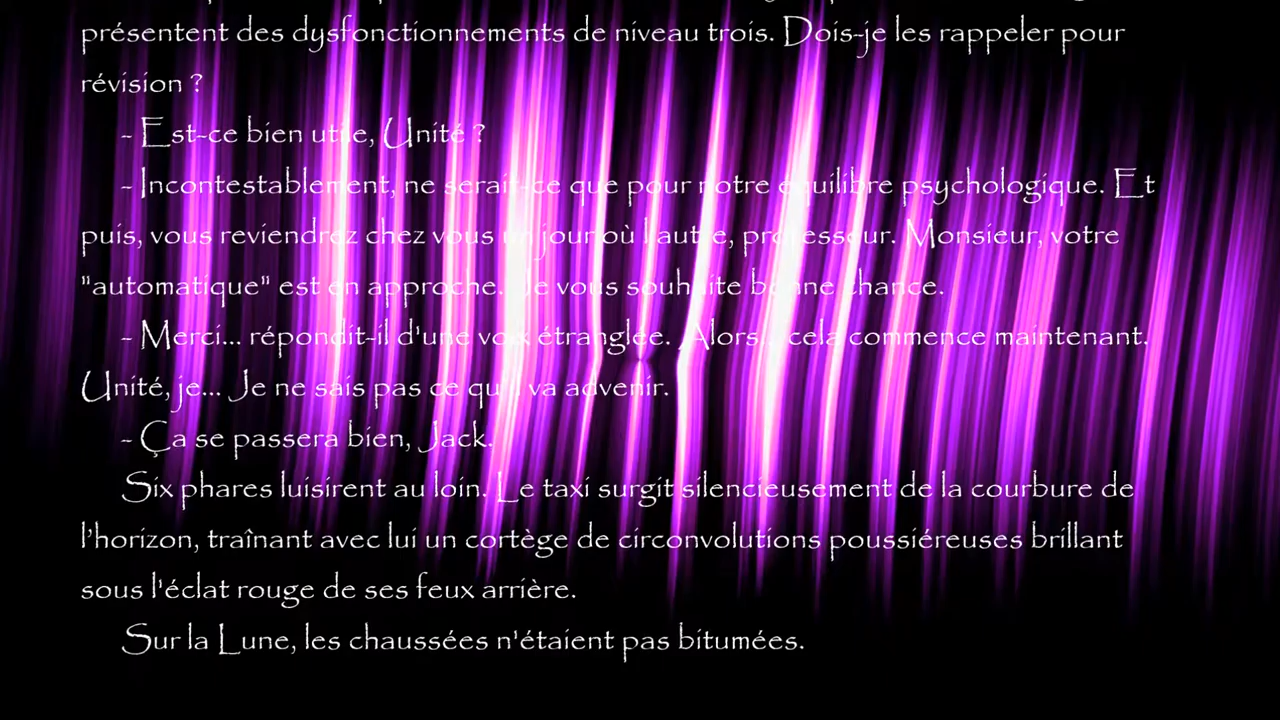 présentent des dysfonctionnements de niveau trois. Dois-je les rappeler pour
révision ?
- Est-ce bien utile, Unité ?
- Incontestablement, ne serait-ce que pour notre équilibre psychologique. Et
puis, vous reviendrez chez vous un jour où l'autre, professeur. Monsieur, votre
"automatique" est en approche. Je vous souhaite bonne chance.
- Merci... répondit-il d'une voix étranglée. Alors... cela commence maintenant.
Unité, je... Je ne sais pas ce qu'il va advenir.
- Ça se passera bien, Jack.
Six phares luisirent au loin. Le taxi surgit silencieusement de la courbure de
l'horizon, traînant avec lui un cortège de circonvolutions poussiéreuses brillant
sous l'éclat rouge de ses feux arrière.
Sur la Lune, les chaussées n'étaient pas bitumées.